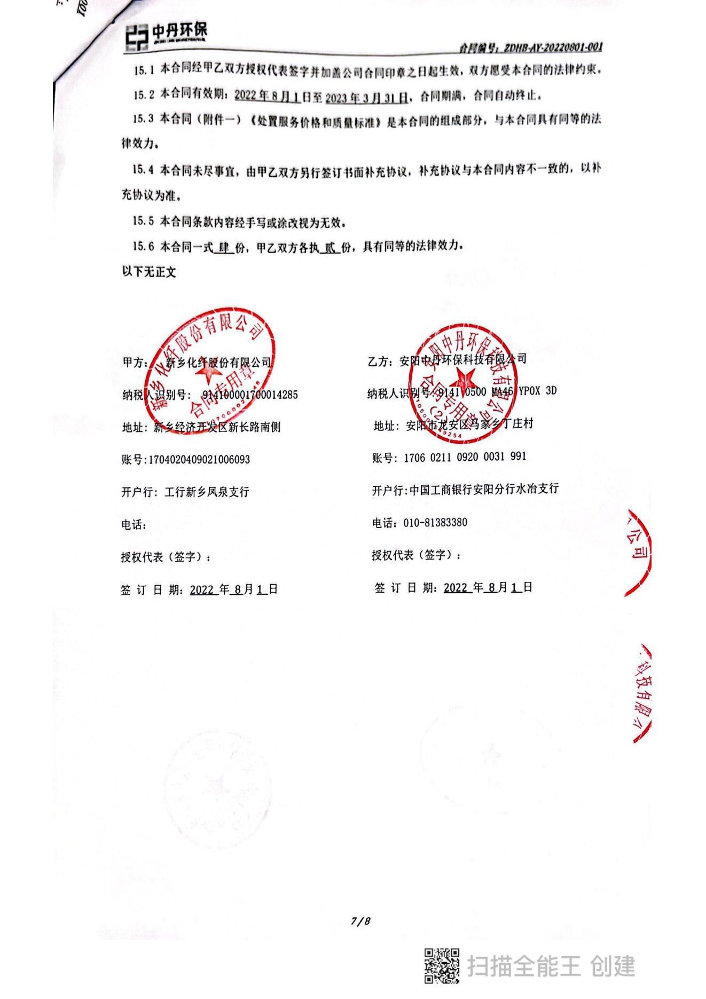 中丹环保
合同编号：ZDHB-AY-20220801-001
15.1 本合同经甲乙双方授权代表签字并加盖公司合同印章之日起生效，双方愿受本合同的法律约束。
15.2 本合同有效期：2022年8月1日至2023年3月31日，合同期满，合同自动终止。
15.3 本合同（附件一）《处置服务价格和质量标准》是本合同的组成部分，与本合同具有同等的法
律效力。
15.4 本合同未尽事宜，由甲乙双方另行签订书面补充协议，补充协议与本合同内容不一致的，以补
充协议为准。
15.5 本合同条款内容经手写或涂改视为无效。
15.6 本合同一式 肆 份，甲乙双方各执 贰 份，具有同等的法律效力。
以下无正文
新乡化纤股份有限公司
合同专用章
安阳中丹环保科技有限公司
合同专用章
（2）
甲方： 新乡化纤股份有限公司
乙方：安阳中丹环保科技有限公司
纳税人识别号： 914100001700014285
纳税人识别号：91410500 MA46 YP0X 3D
地址：新乡经济开发区新长路南侧
地址：安阳市龙安区马家乡丁庄村
账号:1704020409021006093
账号：1706 0211 0920 0031 991
开户行：工行新乡凤泉支行
开户行:中国工商银行安阳分行水冶支行
电话：
电话：010-81383380
授权代表（签字）：
授权代表（签字）：
签 订 日 期：2022 年 8 月 1 日
签 订 日 期：2022 年 8 月 1 日
公司
科技有限公
7/8
扫描全能王 创建